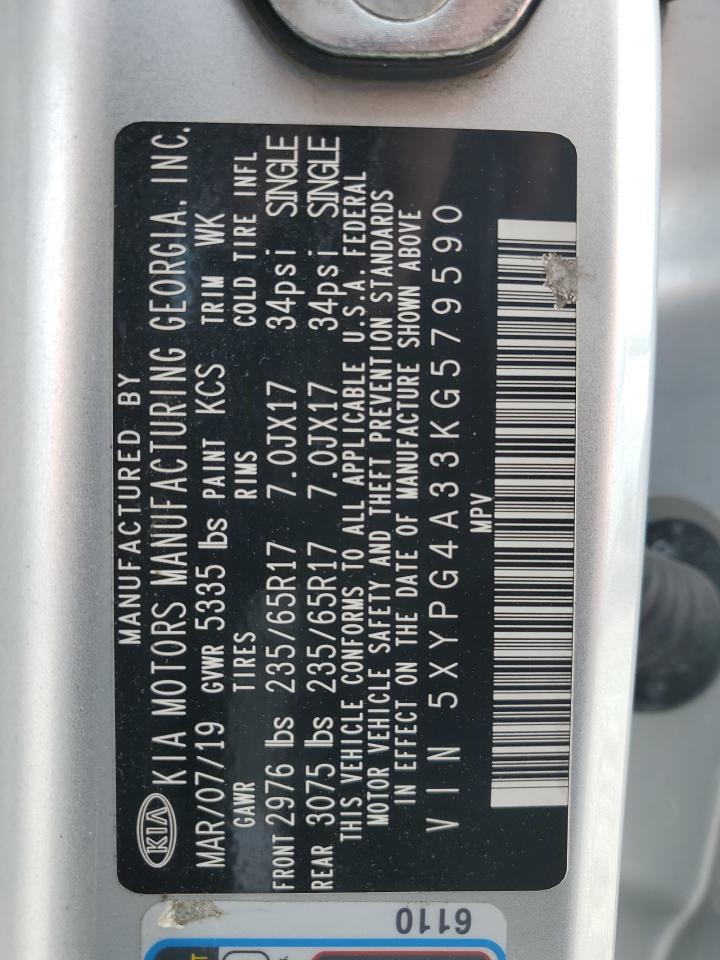 MANUFACTURED BY
KIA KIA MOTORS MANUFACTURING GEORGIA, INC.
MAR/07/19 GVWR 5335 lbs PAINT KCS TRIM WK
GAWR TIRES RIMS COLD TIRE INFL
FRONT 2976 lbs 235/65R17 7.0JX17 34psi SINGLE
REAR 3075 lbs 235/65R17 7.0JX17 34psi SINGLE
THIS VEHICLE CONFORMS TO ALL APPLICABLE U.S.A. FEDERAL
MOTOR VEHICLE SAFETY AND THEFT PREVENTION STANDARDS
IN EFFECT ON THE DATE OF MANUFACTURE SHOWN ABOVE
VIN 5XYPG4A33KG579590
MPV
6110